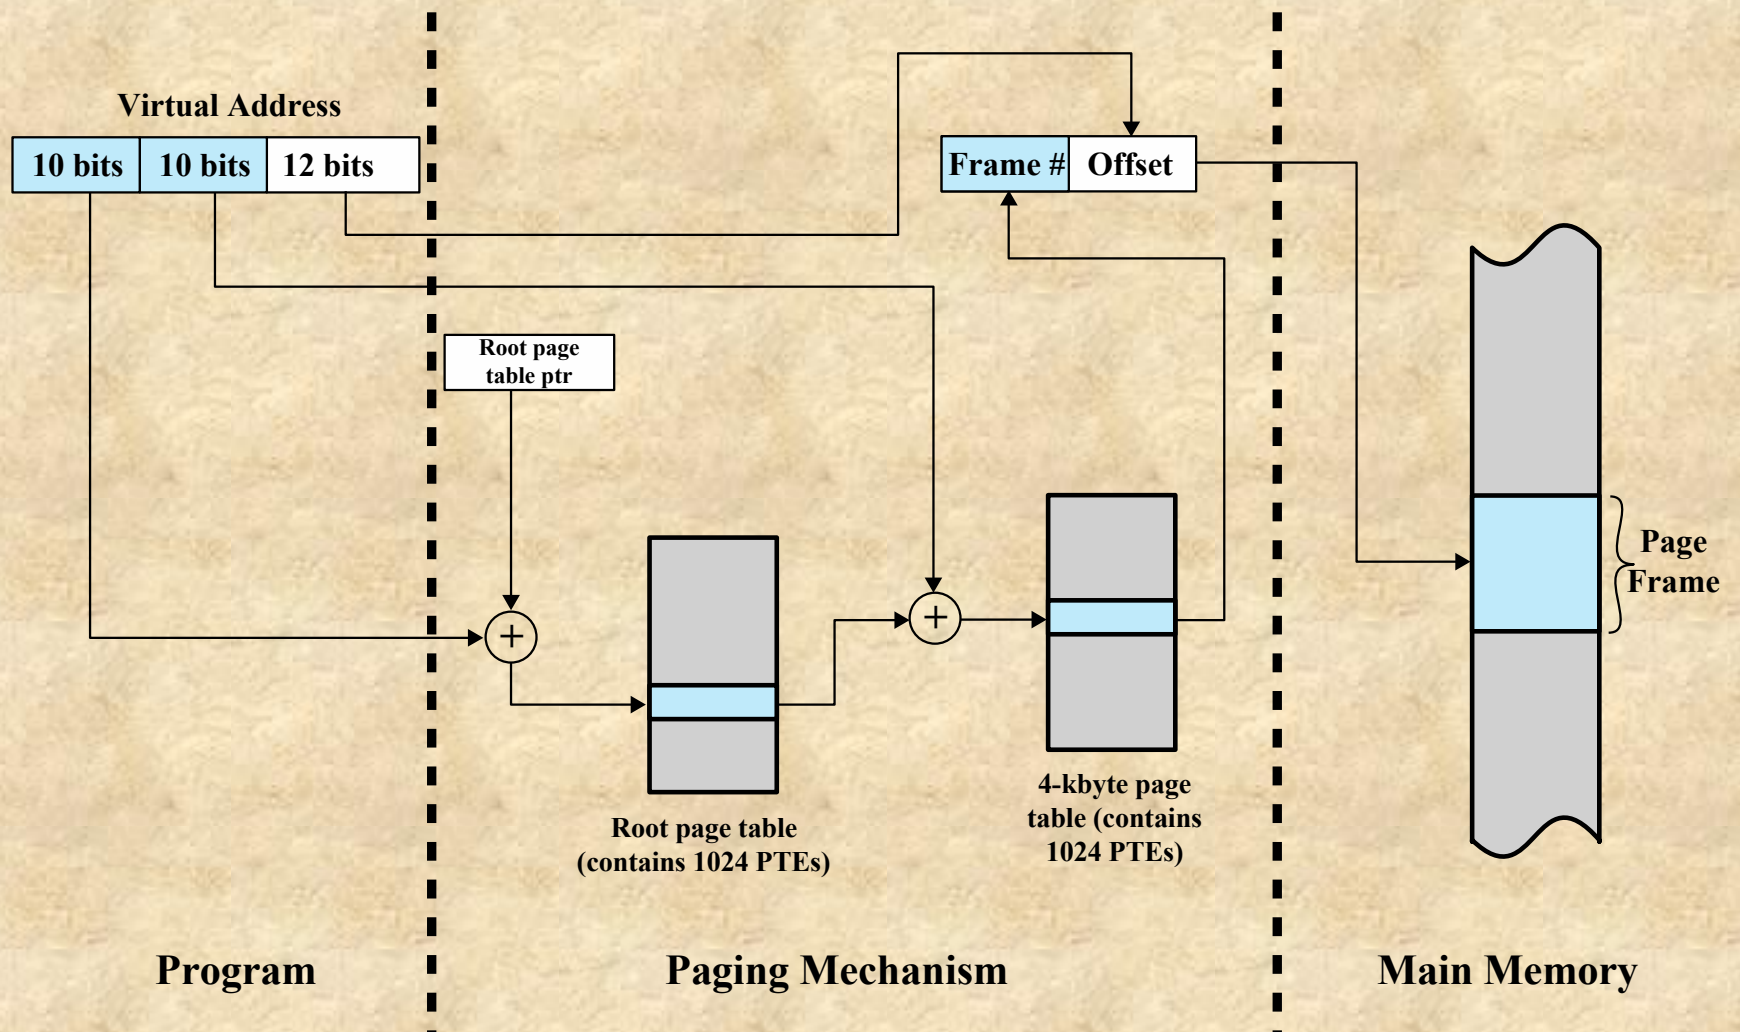 Virtual Address
10 bits
10 bits
12 bits
Frame #
Offset
Root page
table ptr
+
+
Page
Frame
4-kbyte page
table (contains
1024 PTEs)
Root page table
(contains 1024 PTEs)
Program
Paging Mechanism
Main Memory